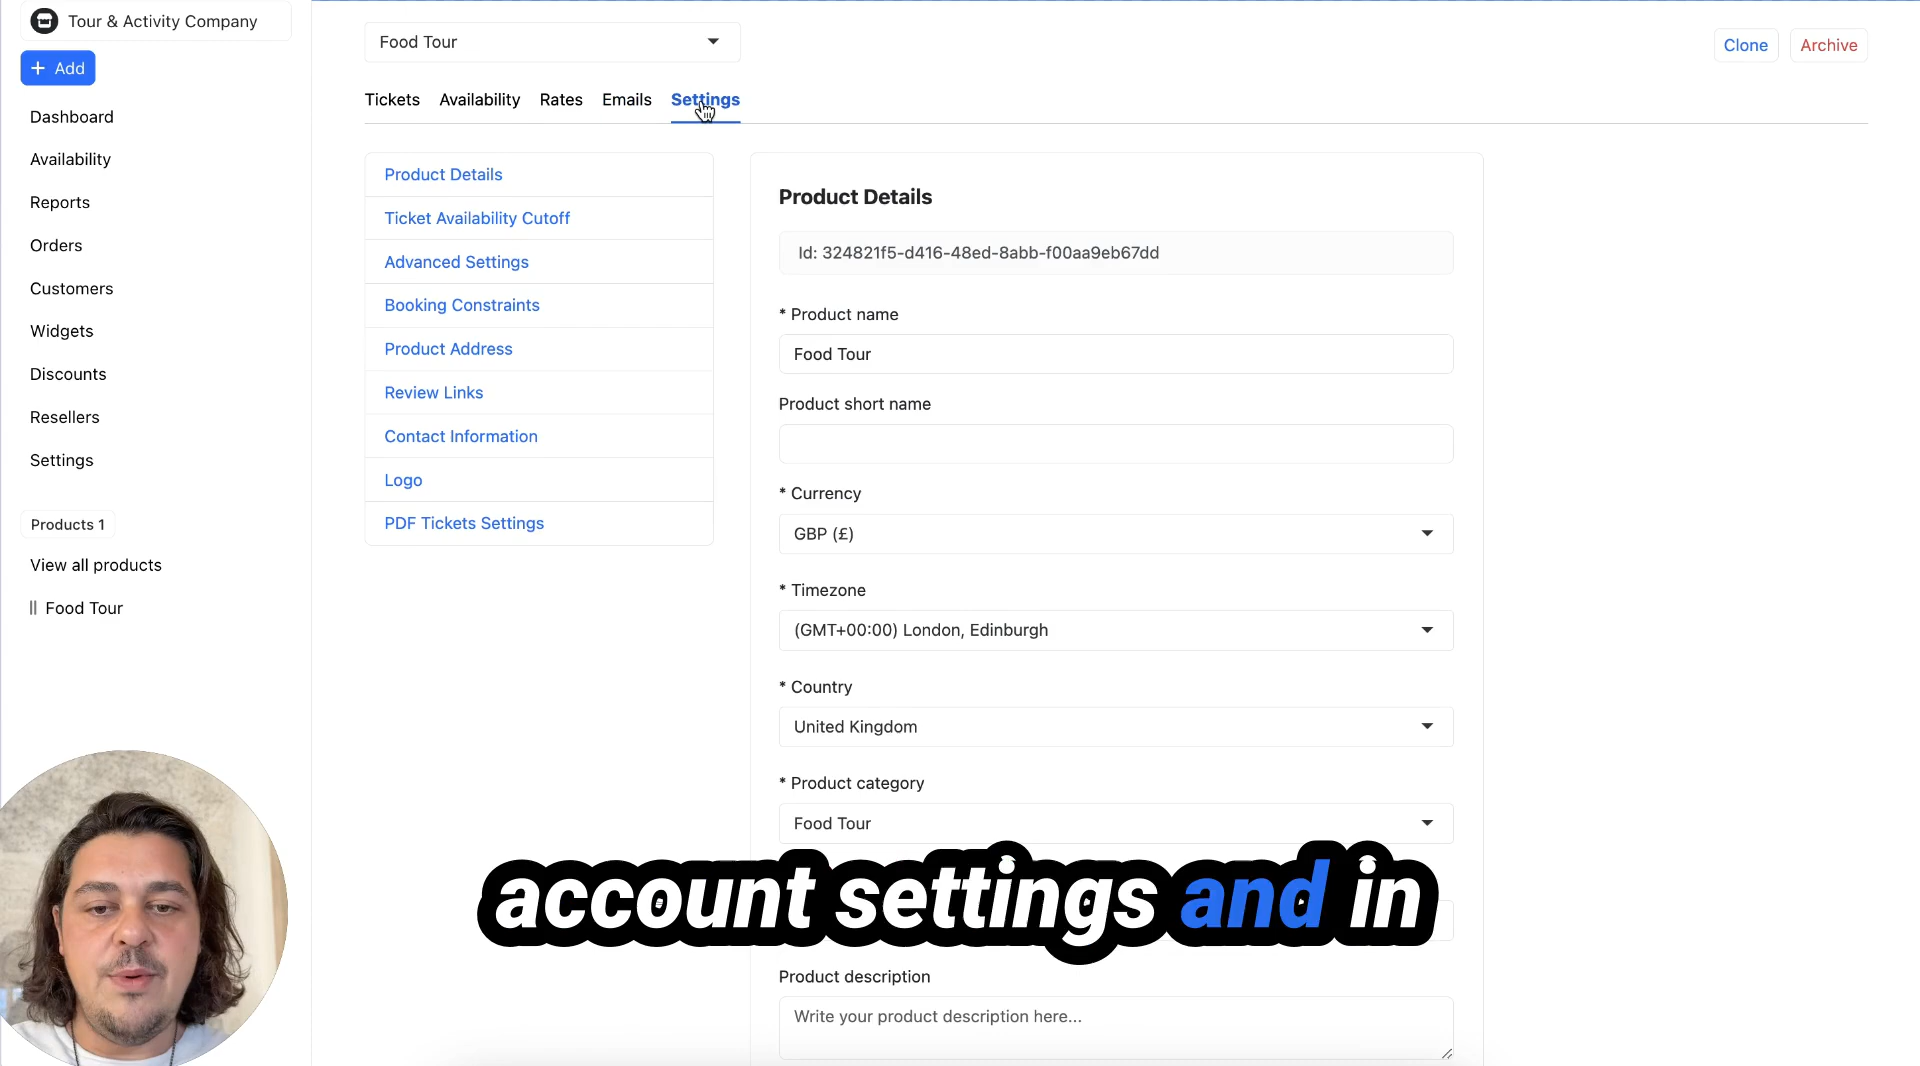 Tour & Activity Company
+ Add
Dashboard
Availability
Reports
Orders
Customers
Widgets
Discounts
Resellers
Settings
Products 1
View all products
Food Tour
Food Tour
Clone
Archive
Tickets
Availability
Rates
Emails
Settings
Product Details
Ticket Availability Cutoff
Advanced Settings
Booking Constraints
Product Address
Review Links
Contact Information
Logo
PDF Tickets Settings
Product Details
Id: 324821f5-d416-48ed-8abb-f00aa9eb67dd
* Product name
Food Tour
Product short name
* Currency
GBP (£)
* Timezone
(GMT+00:00) London, Edinburgh
* Country
United Kingdom
* Product category
Food Tour
account settings and in
Product description
Write your product description here...